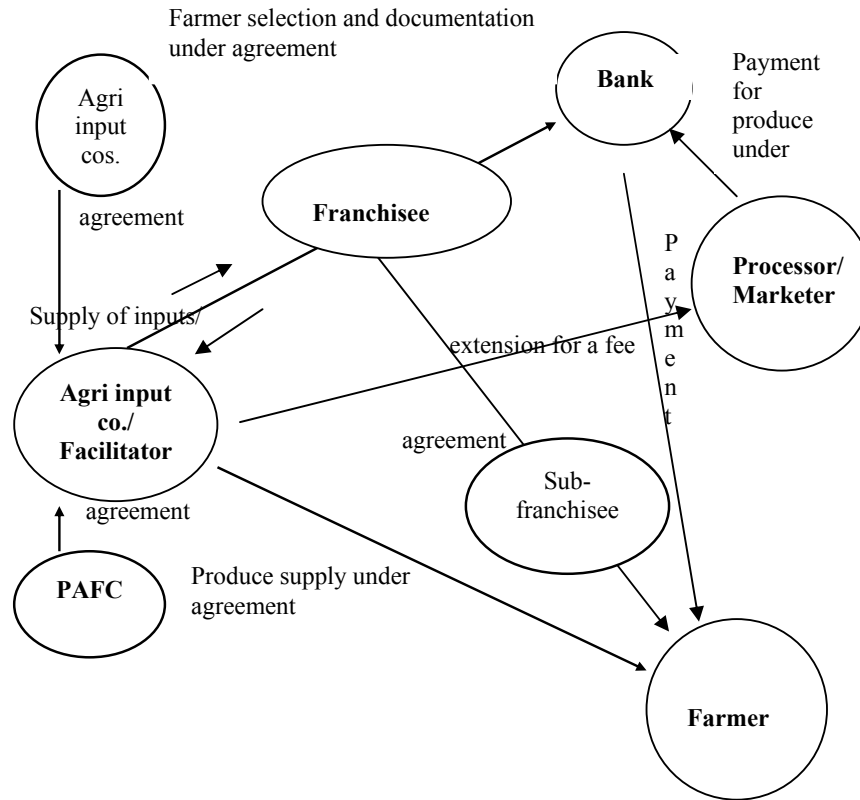 Farmer selection and documentation
under agreement
Agri
input
cos.
Bank
Payment
for
produce
under
agreement
Franchisee
Payment
Processor/
Marketer
Supply of inputs/
extension for a fee
Agri input
co./
Facilitator
agreement
Sub-
franchisee
agreement
PAFC
Produce supply under
agreement
Farmer